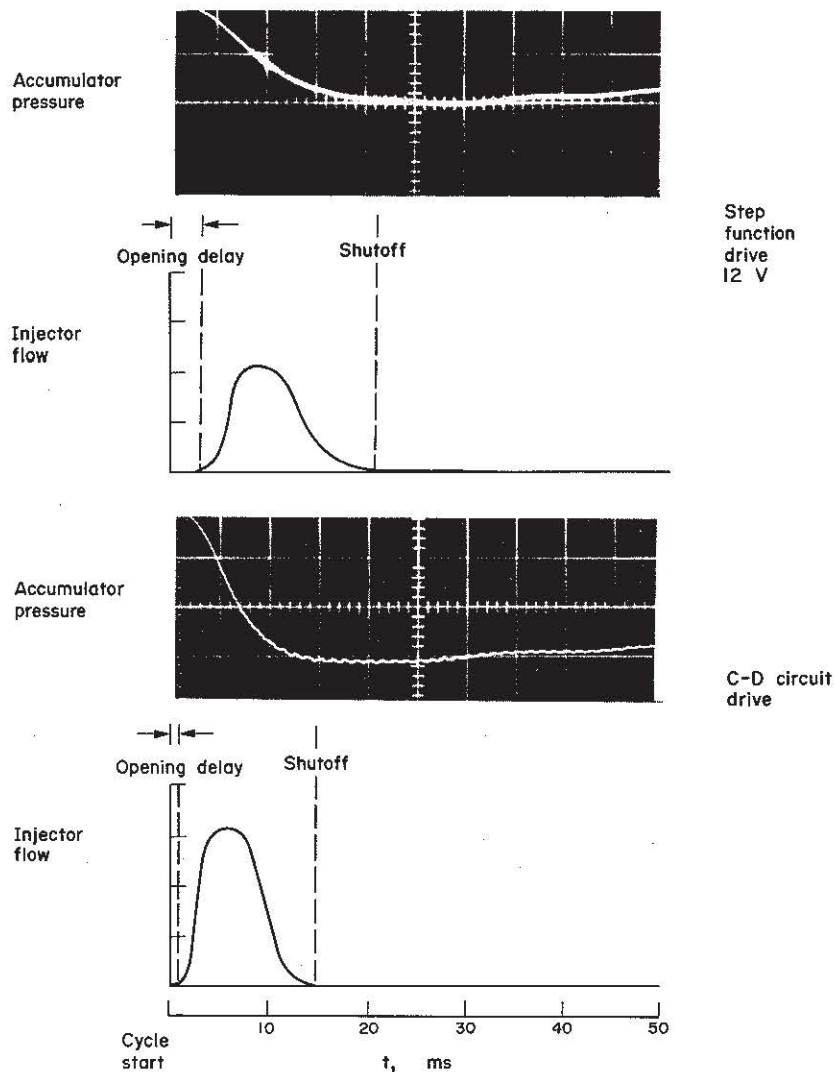 Accumulator
pressure
Step
function
drive
12 V
Opening delay
Shutoff
Injector
flow
Accumulator
pressure
C-D circuit
drive
Opening delay
Shutoff
Injector
flow
10
20
30
40
50
Cycle
start
t, ms